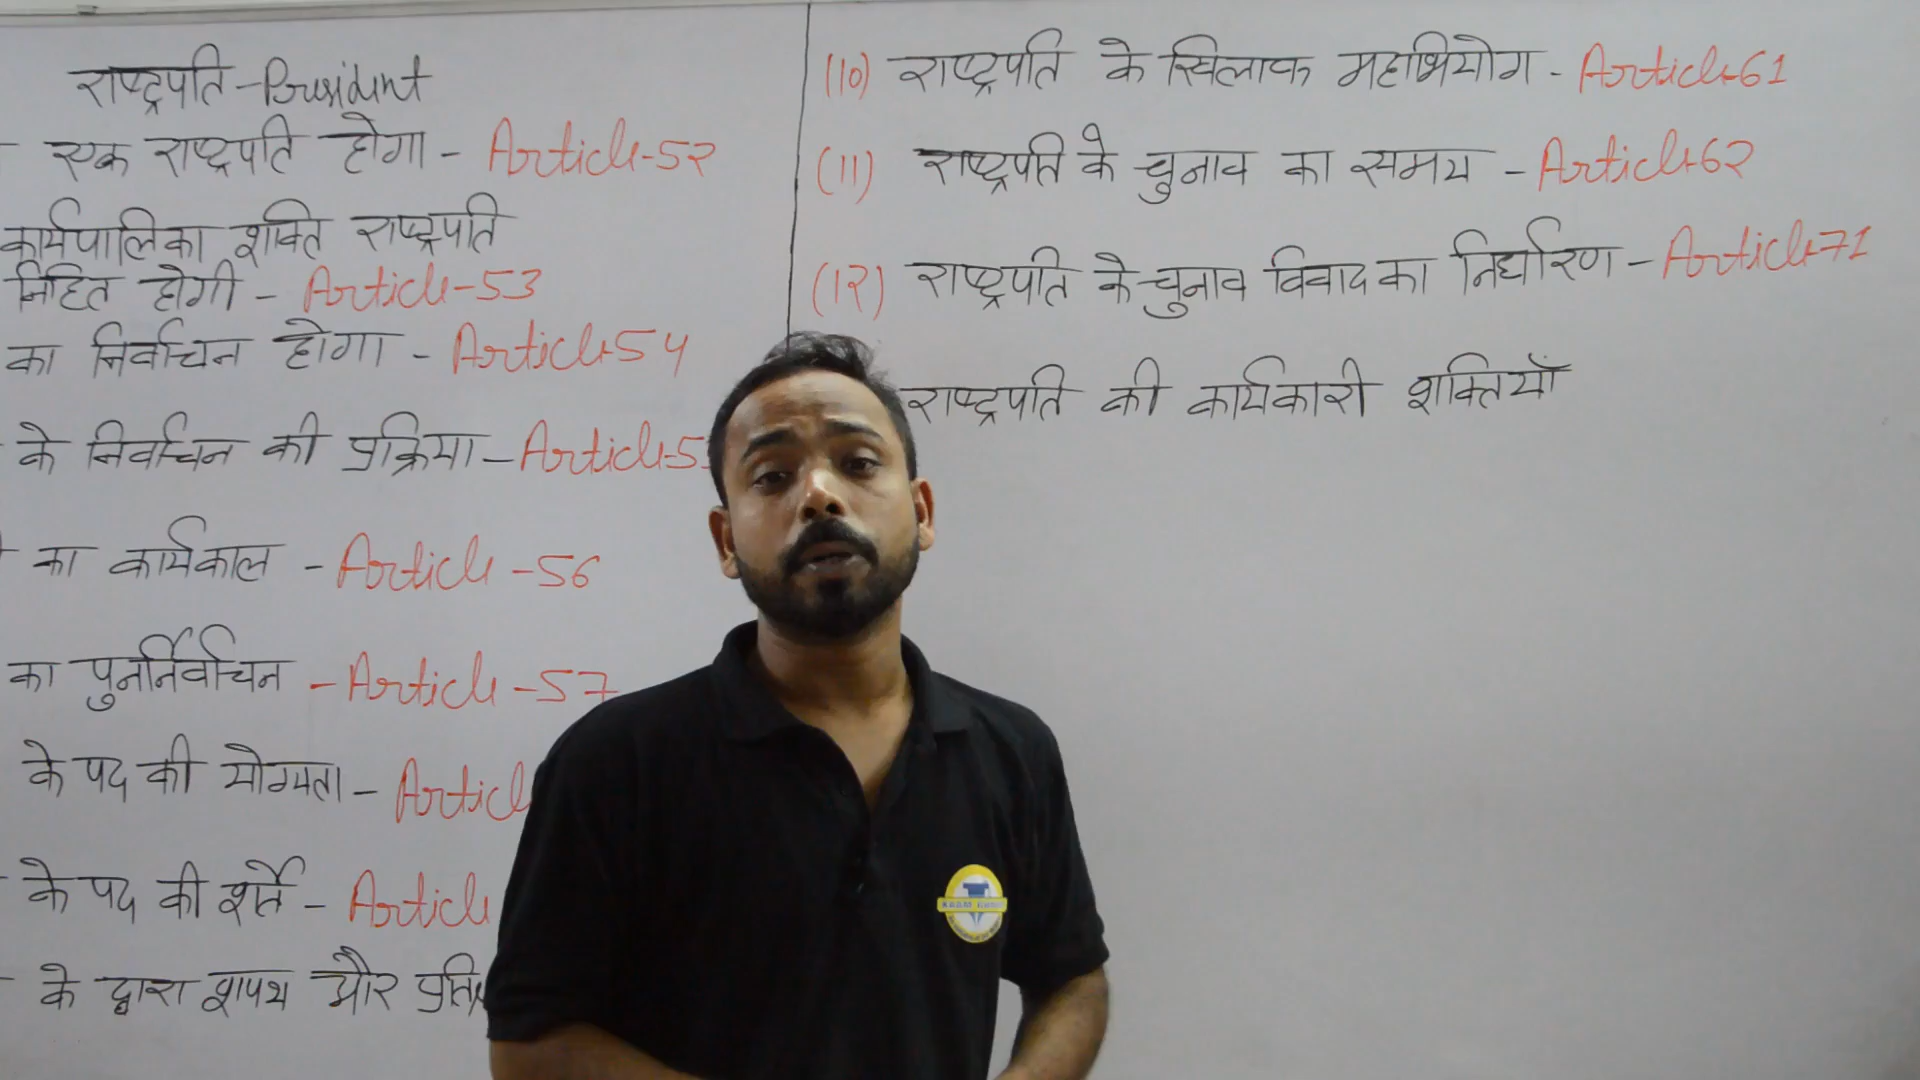 राष्ट्रपति - President
एक राष्ट्रपति होगा - Article-52
कार्यपालिका शक्ति राष्ट्रपति
निहित होगी - Article-53
का निर्वाचन होगा - Article-54
के निर्वाचन की प्रक्रिया - Article-5
का कार्यकाल - Article-56
का पुनर्निर्वाचन - Article-57
के पद की योग्यता - Articl
के पद की शर्तें - Article
के द्वारा शपथ और प्रति
(10) राष्ट्रपति के खिलाफ महाभियोग - Article-61
(11) राष्ट्रपति के चुनाव का समय - Article-62
(12) राष्ट्रपति के चुनाव विवाद का निर्धारण - Article-71
राष्ट्रपति की कार्यकारी शक्तियाँ